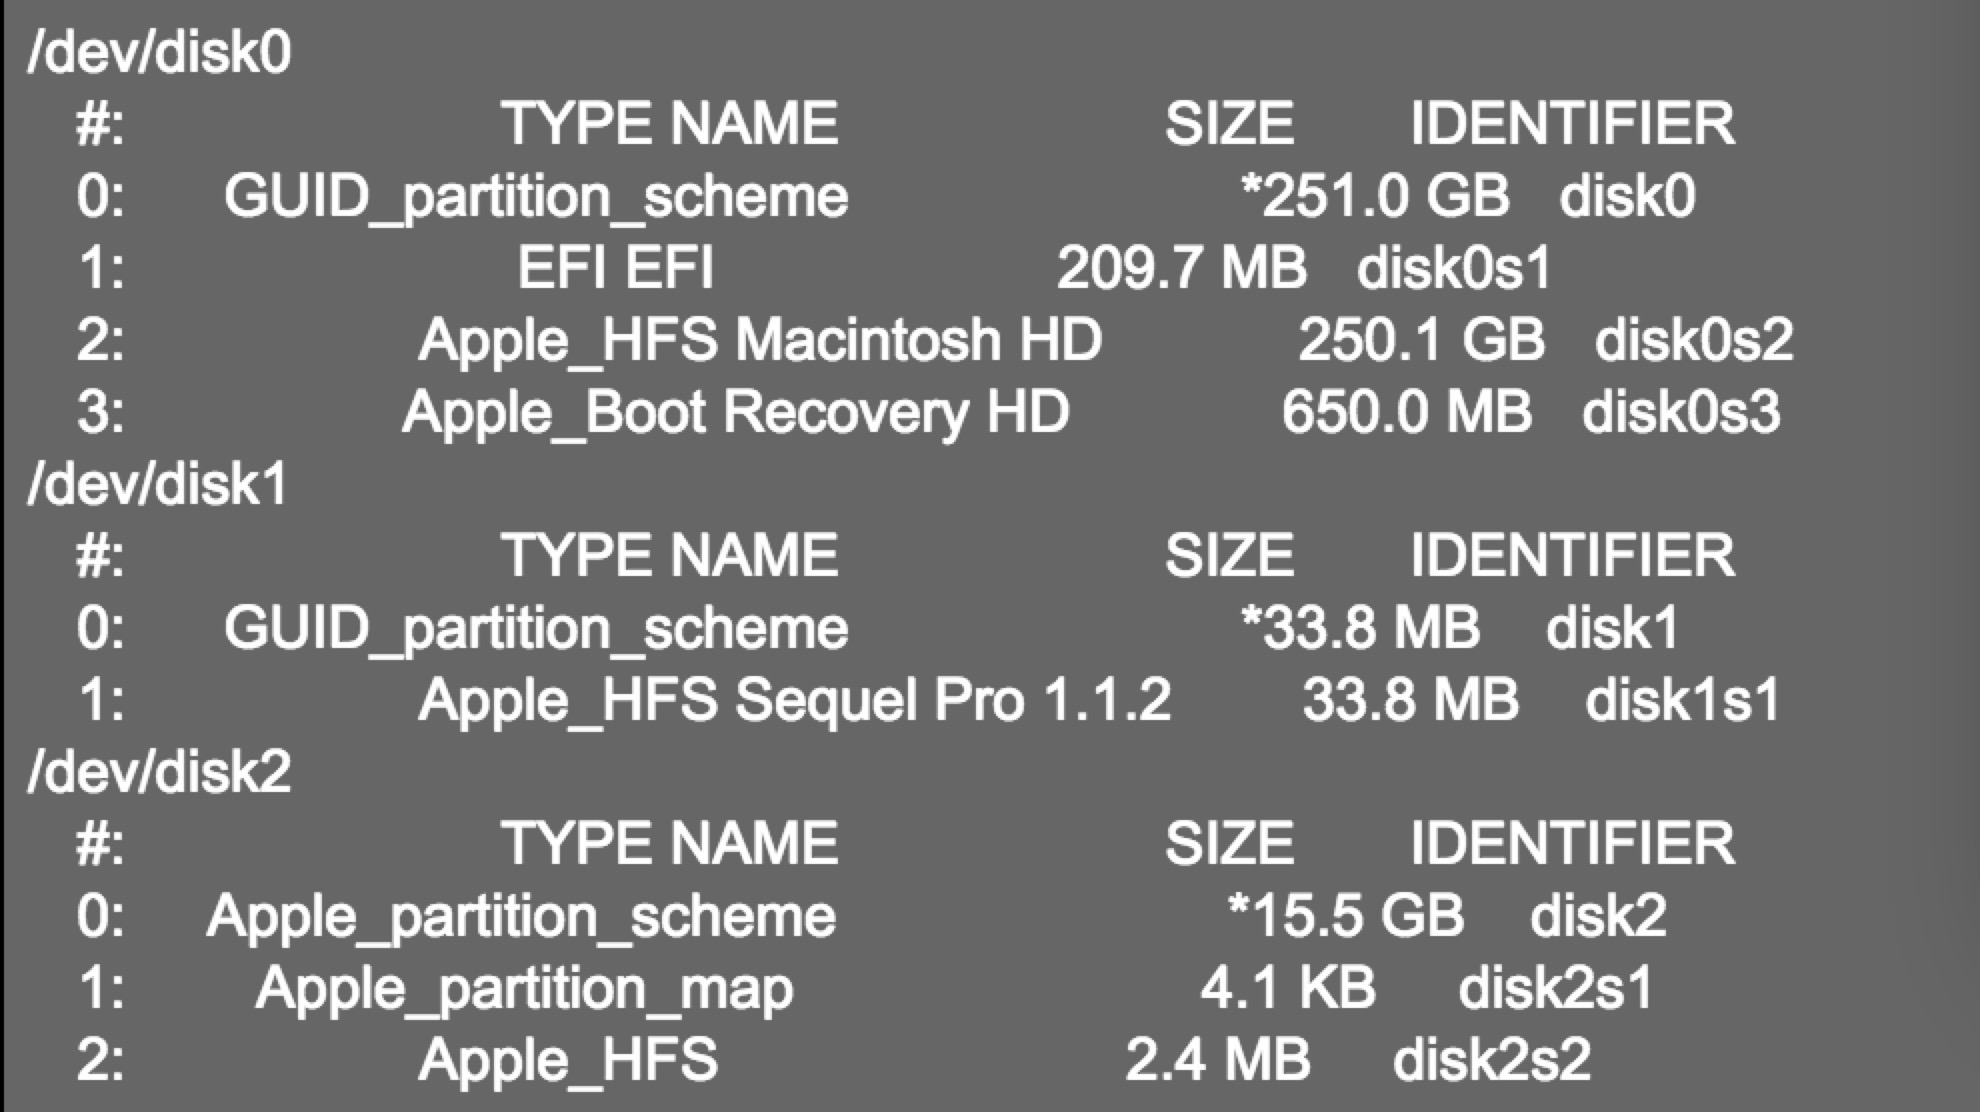 /dev/disk0
#: TYPE NAME SIZE IDENTIFIER
0: GUID_partition_scheme *251.0 GB disk0
1: EFI EFI 209.7 MB disk0s1
2: Apple_HFS Macintosh HD 250.1 GB disk0s2
3: Apple_Boot Recovery HD 650.0 MB disk0s3
/dev/disk1
#: TYPE NAME SIZE IDENTIFIER
0: GUID_partition_scheme *33.8 MB disk1
1: Apple_HFS Sequel Pro 1.1.2 33.8 MB disk1s1
/dev/disk2
#: TYPE NAME SIZE IDENTIFIER
0: Apple_partition_scheme *15.5 GB disk2
1: Apple_partition_map 4.1 KB disk2s1
2: Apple_HFS 2.4 MB disk2s2